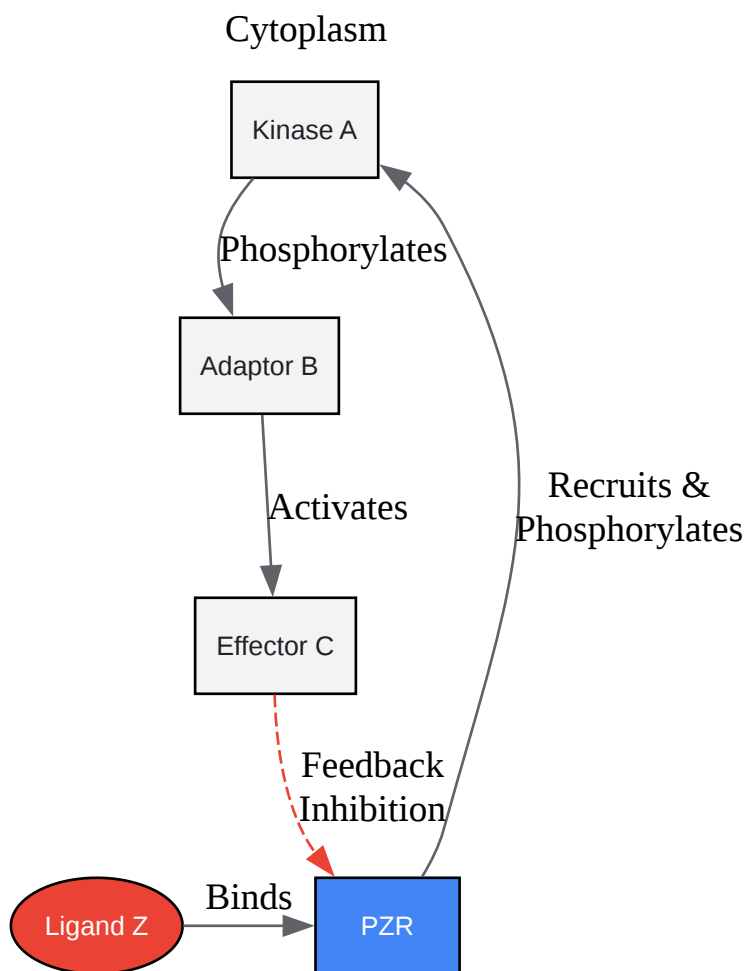 Cytoplasm
Kinase A
Phosphorylates
Adaptor B
Recruits &
Phosphorylates
Activates
Effector C
Feedback
Inhibition
Binds
Ligand Z
PZR